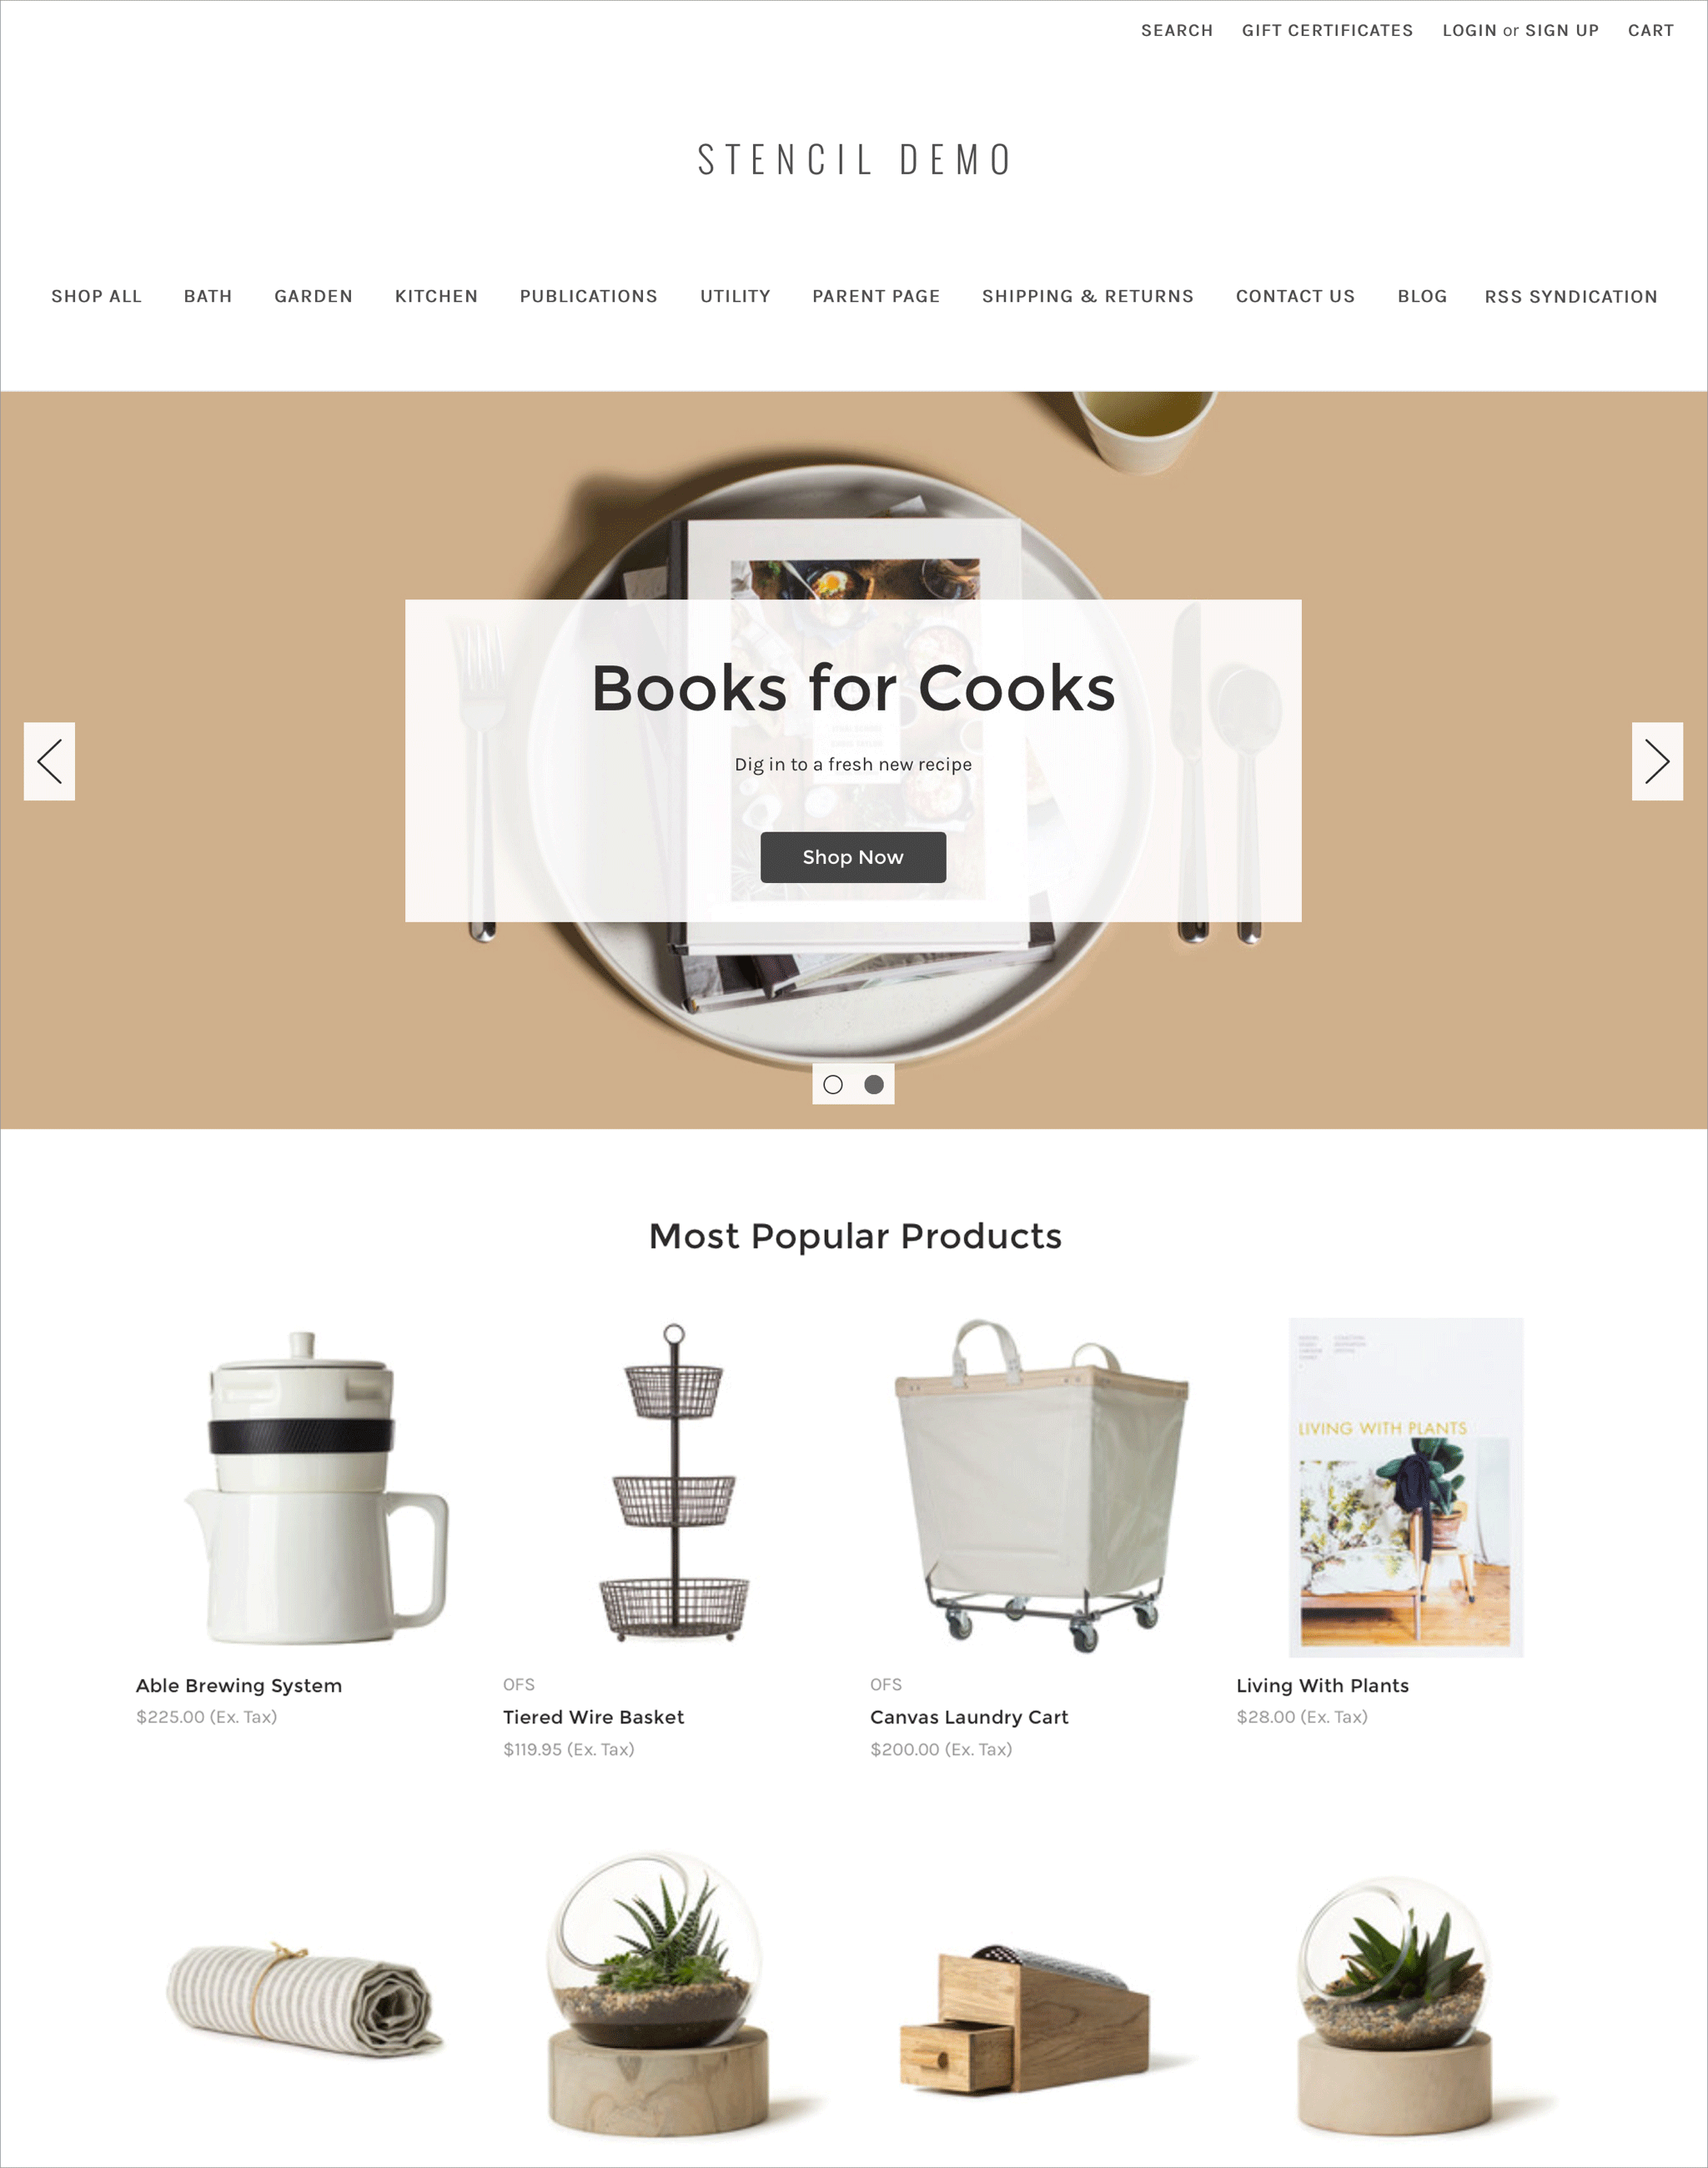 SEARCH GIFT CERTIFICATES LOGIN or SIGN UP CART
STENCIL DEMO
SHOP ALL BATH GARDEN KITCHEN PUBLICATIONS UTILITY PARENT PAGE SHIPPING & RETURNS CONTACT US BLOG RSS SYNDICATION
Books for Cooks
Dig in to a fresh new recipe
Shop Now
Most Popular Products
LIVING WITH PLANTS
Able Brewing System
$225.00 (Ex. Tax)
OFS
Tiered Wire Basket
$119.95 (Ex. Tax)
OFS
Canvas Laundry Cart
$200.00 (Ex. Tax)
Living With Plants
$28.00 (Ex. Tax)